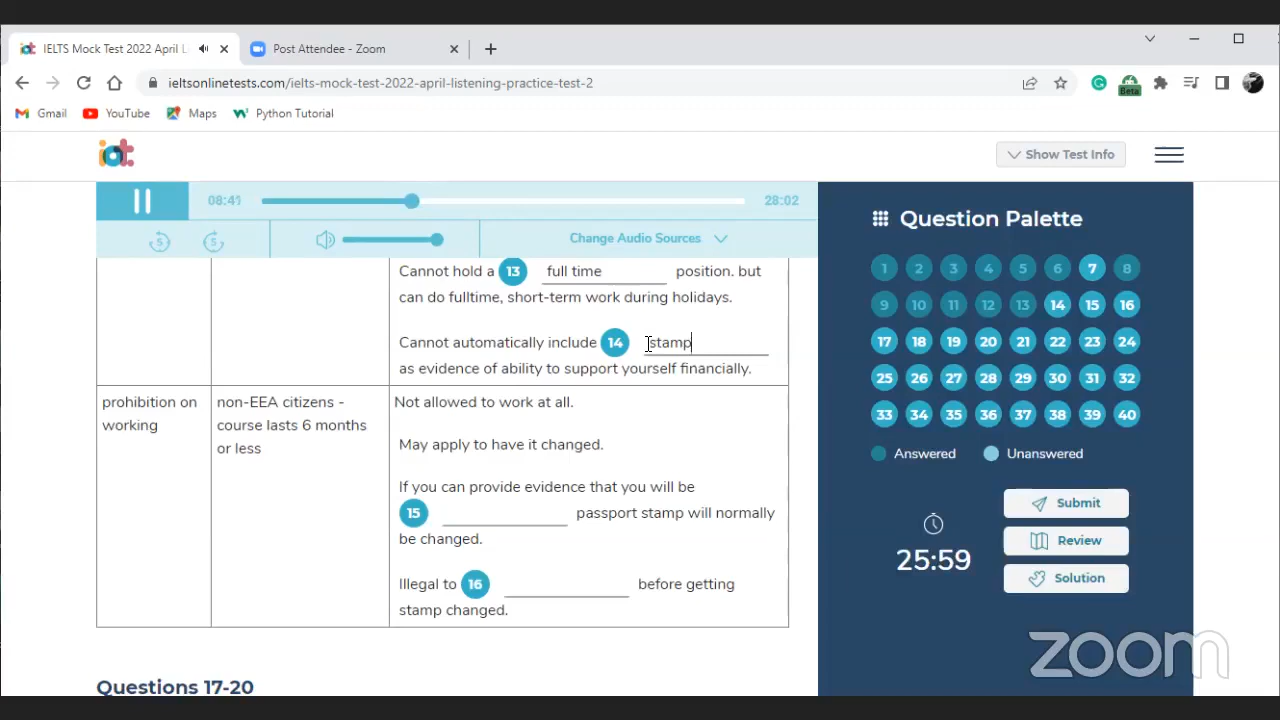 IELTS Mock Test 2022 April L
Post Attendee - Zoom
ieltsonlinetests.com/ielts-mock-test-2022-april-listening-practice-test-2
Beta
Gmail YouTube Maps Python Tutorial
iot.
Show Test Info
08:41 28:02
5 5 Change Audio Sources
Cannot hold a 13 full time position. but
can do fulltime, short-term work during holidays.
Cannot automatically include 14 stamp
as evidence of ability to support yourself financially.
prohibition on
working
non-EEA citizens -
course lasts 6 months
or less
Not allowed to work at all.
May apply to have it changed.
If you can provide evidence that you will be
15 passport stamp will normally
be changed.
Illegal to 16 before getting
stamp changed.
Questions 17-20
Question Palette
1 2 3 4 5 6 7 8
9 10 11 12 13 14 15 16
17 18 19 20 21 22 23 24
25 26 27 28 29 30 31 32
33 34 35 36 37 38 39 40
Answered Unanswered
25:59
Submit
Review
Solution
zoom